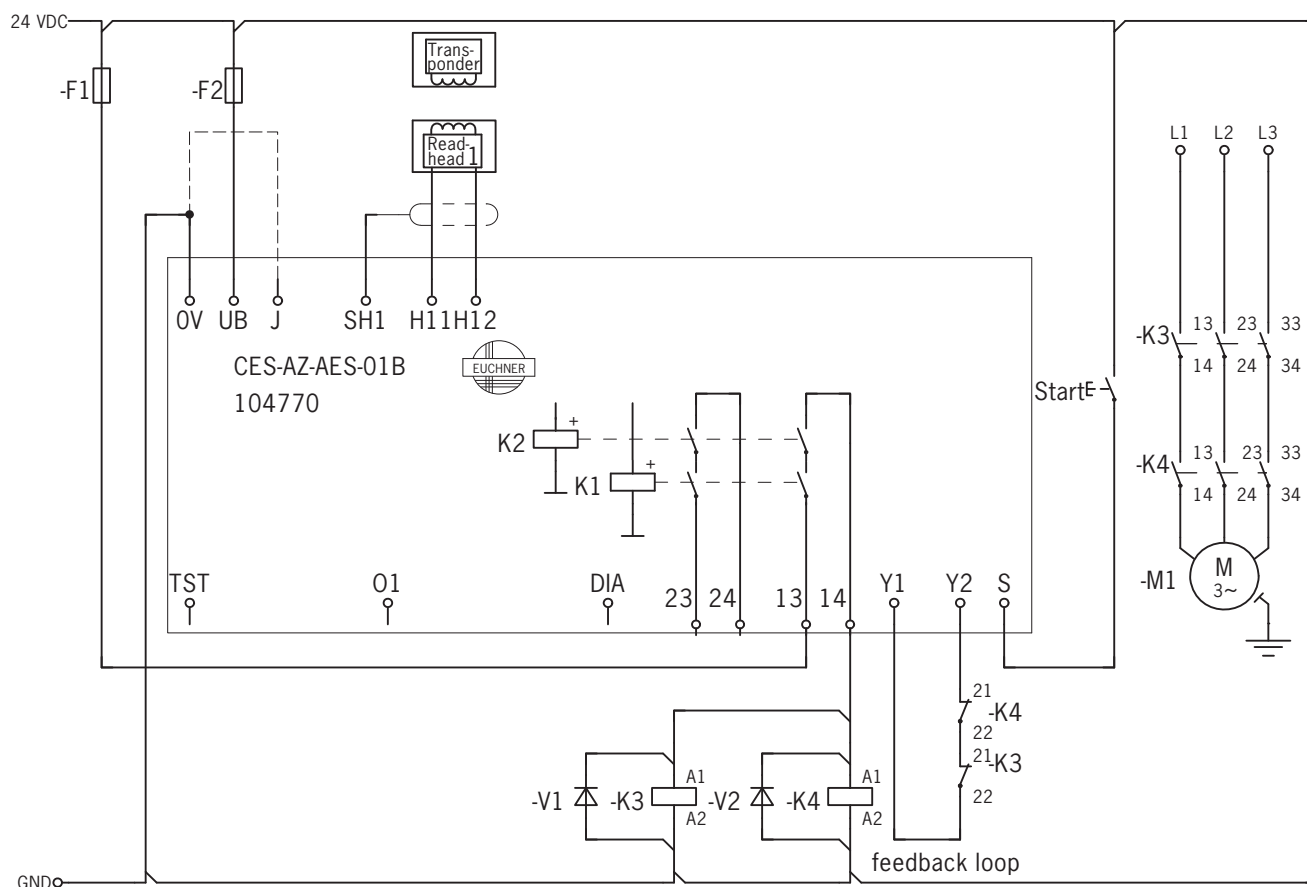 24 VDC
-F1
-F2
Trans-
ponder
Read-
head 1
L1 L2 L3
0V UB J SH1 H11 H12
CES-AZ-AES-01B
104770
EUCHNER
-K3 13 23 33
14 24 34
Start
K2 +
K1 +
-K4 13 23 33
14 24 34
M
3~
-M1
TST O1 DIA 23 24 13 14 Y1 Y2 S
21
-K4
22
21
-K3
22
-V1 -K3 A1
A2
-V2 -K4 A1
A2
feedback loop
GND